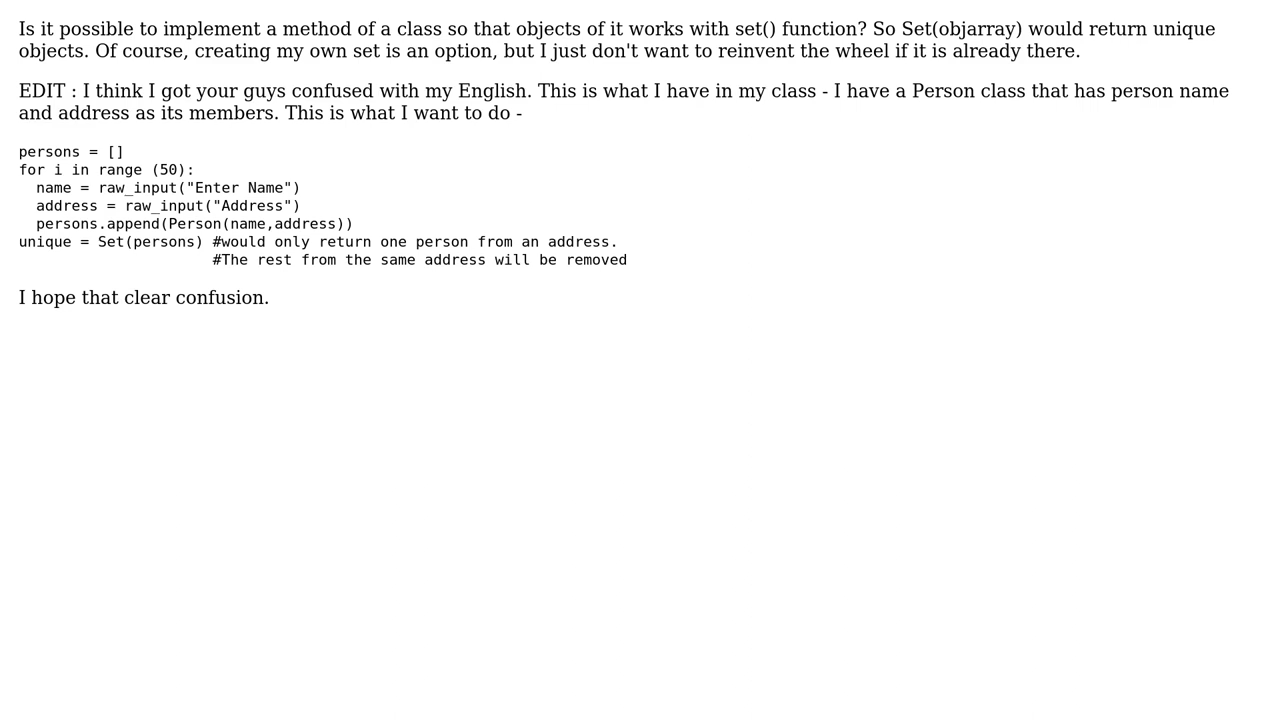 Is it possible to implement a method of a class so that objects of it works with set() function? So Set(objarray) would return unique
objects. Of course, creating my own set is an option, but I just don't want to reinvent the wheel if it is already there.
EDIT : I think I got your guys confused with my English. This is what I have in my class - I have a Person class that has person name
and address as its members. This is what I want to do -
persons = []
for i in range (50):
  name = raw_input("Enter Name")
  address = raw_input("Address")
  persons.append(Person(name,address))
unique = Set(persons) #would only return one person from an address.
                      #The rest from the same address will be removed
I hope that clear confusion.